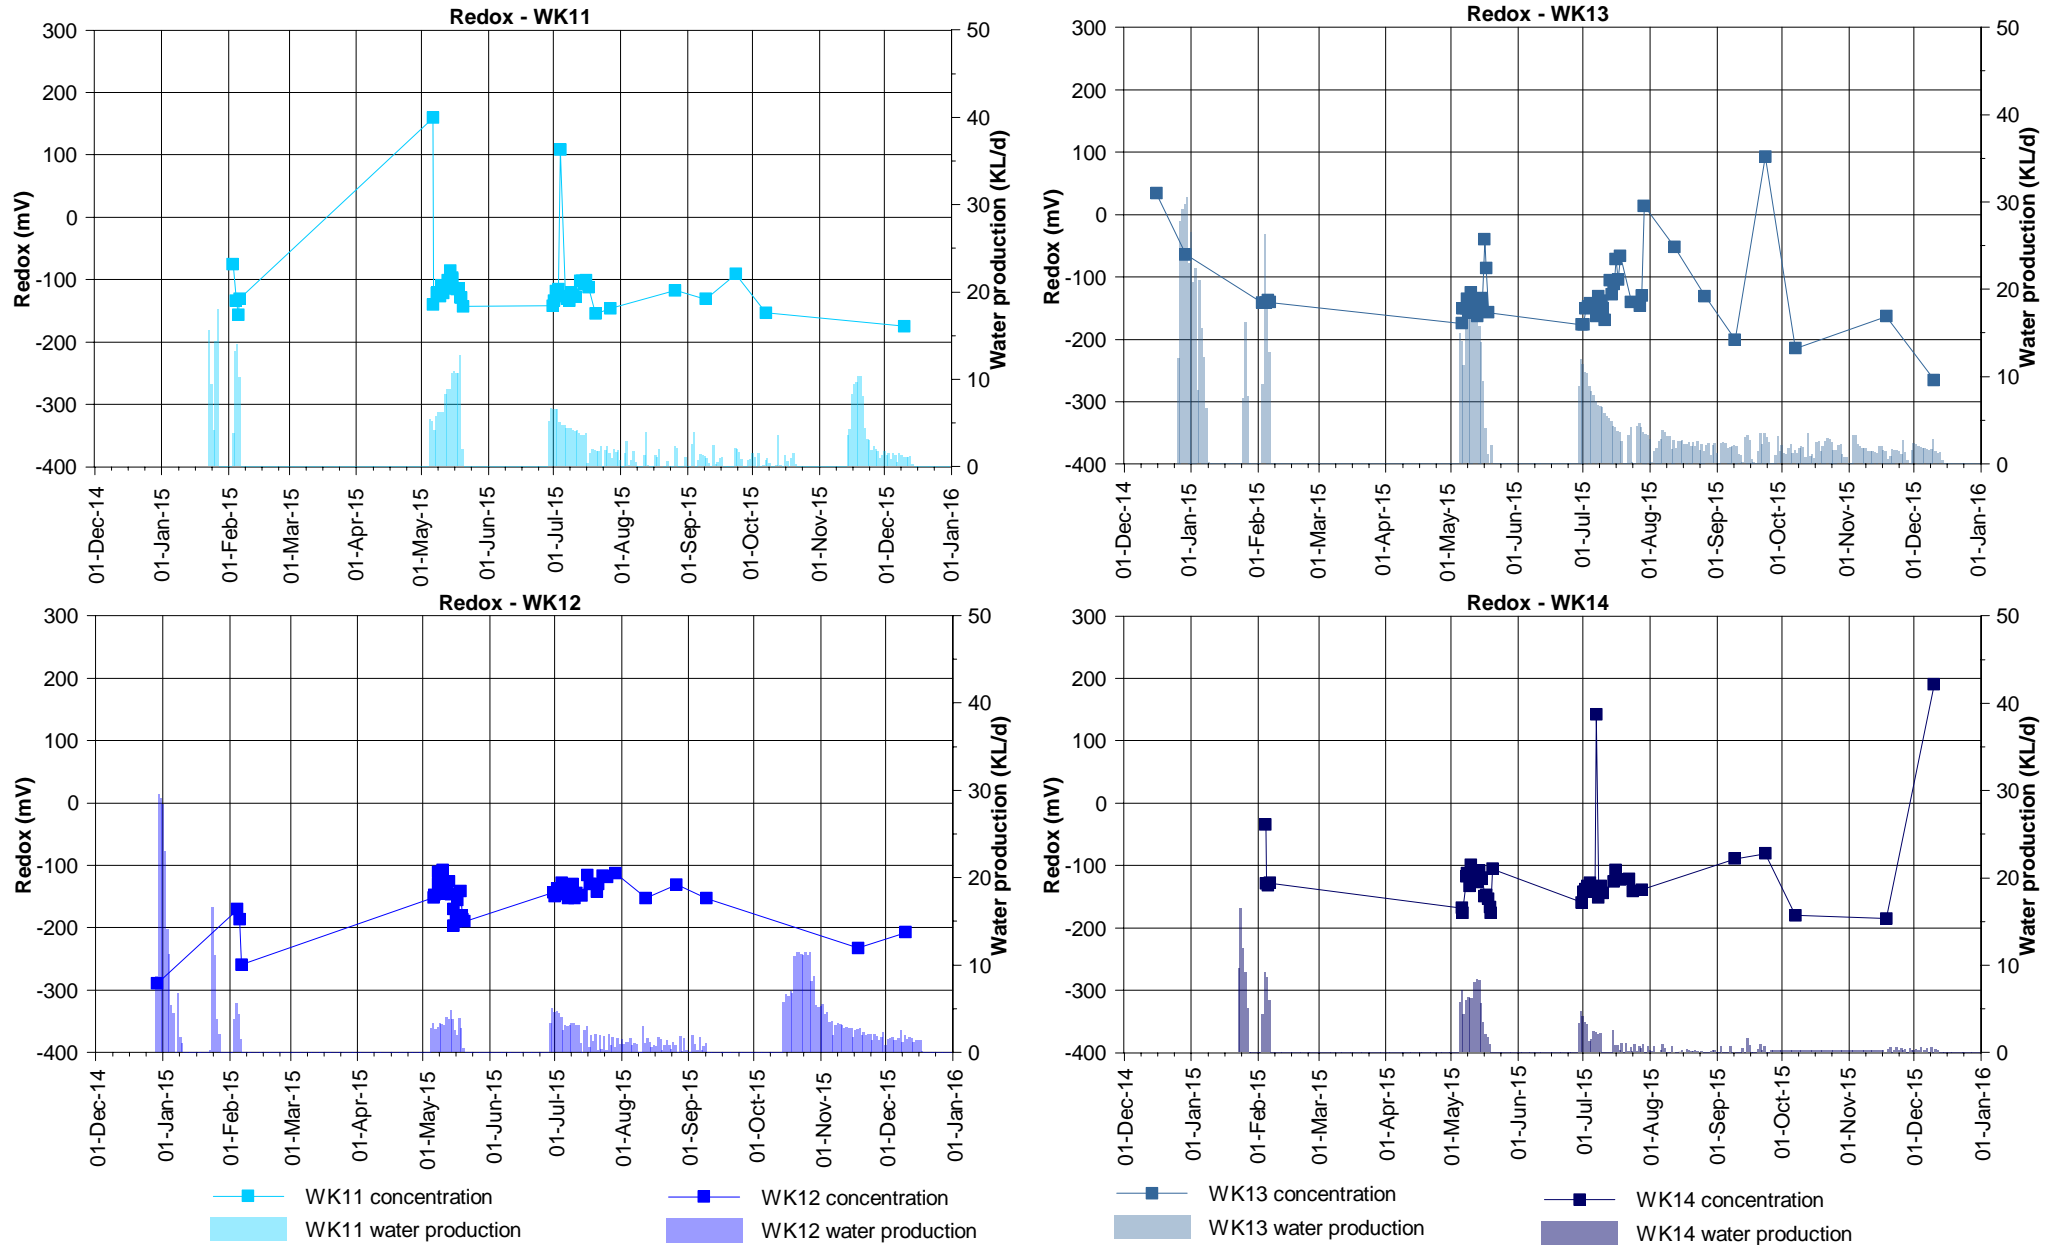 Redox - WK11
300
200
100
0
-100
-200
-300
-400
Redox (mV)
50
40
30
20
10
0
Water production (KL/d)
01-Dec-14
01-Jan-15
01-Feb-15
01-Mar-15
01-Apr-15
01-May-15
01-Jun-15
01-Jul-15
01-Aug-15
01-Sep-15
01-Oct-15
01-Nov-15
01-Dec-15
01-Jan-16
Redox - WK13
300
200
100
0
-100
-200
-300
-400
Redox (mV)
50
40
30
20
10
0
Water production (KL/d)
01-Dec-14
01-Jan-15
01-Feb-15
01-Mar-15
01-Apr-15
01-May-15
01-Jun-15
01-Jul-15
01-Aug-15
01-Sep-15
01-Oct-15
01-Nov-15
01-Dec-15
01-Jan-16
Redox - WK12
300
200
100
0
-100
-200
-300
-400
Redox (mV)
50
40
30
20
10
0
Water production (KL/d)
01-Dec-14
01-Jan-15
01-Feb-15
01-Mar-15
01-Apr-15
01-May-15
01-Jun-15
01-Jul-15
01-Aug-15
01-Sep-15
01-Oct-15
01-Nov-15
01-Dec-15
01-Jan-16
Redox - WK14
300
200
100
0
-100
-200
-300
-400
Redox (mV)
50
40
30
20
10
0
Water production (KL/d)
01-Dec-14
01-Jan-15
01-Feb-15
01-Mar-15
01-Apr-15
01-May-15
01-Jun-15
01-Jul-15
01-Aug-15
01-Sep-15
01-Oct-15
01-Nov-15
01-Dec-15
01-Jan-16
WK11 concentration
WK11 water production
WK12 concentration
WK12 water production
WK13 concentration
WK13 water production
WK14 concentration
WK14 water production